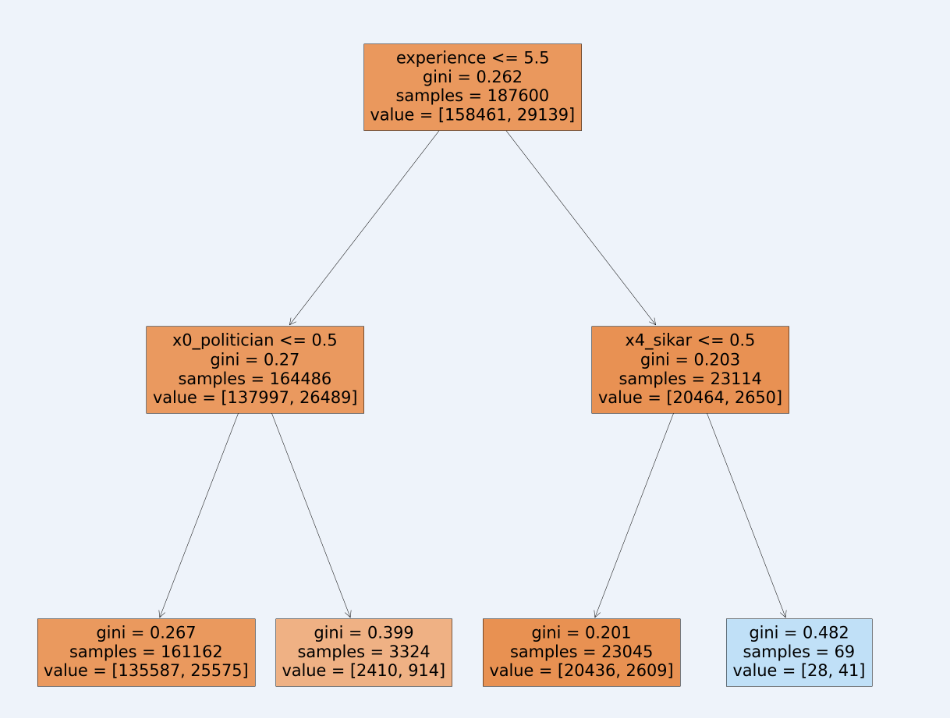 experience <= 5.5
gini = 0.262
samples = 187600
value = [158461, 29139]
x0_politician <= 0.5
gini = 0.27
samples = 164486
value = [137997, 26489]
x4_sikar <= 0.5
gini = 0.203
samples = 23114
value = [20464, 2650]
gini = 0.267
samples = 161162
value = [135587, 25575]
gini = 0.399
samples = 3324
value = [2410, 914]
gini = 0.201
samples = 23045
value = [20436, 2609]
gini = 0.482
samples = 69
value = [28, 41]